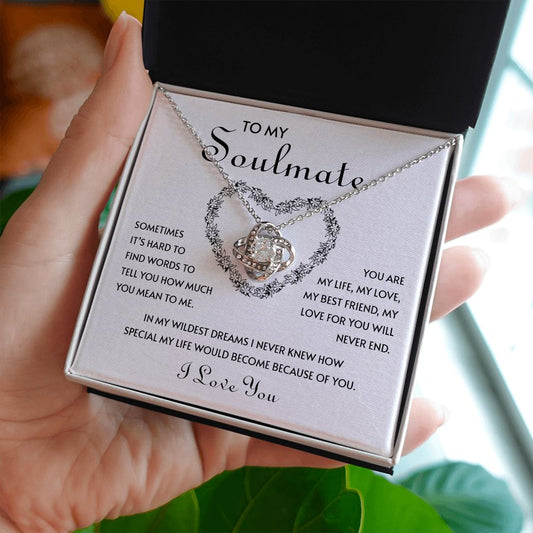 TO MY
Soulmate
SOMETIMES
IT'S HARD TO
FIND WORDS TO
TELL YOU HOW MUCH
YOU MEAN TO ME.
YOU ARE
MY LIFE, MY LOVE,
MY BEST FRIEND, MY
LOVE FOR YOU WILL
NEVER END.
IN MY WILDEST DREAMS I NEVER KNEW HOW
SPECIAL MY LIFE WOULD BECOME BECAUSE OF YOU.
I Love You